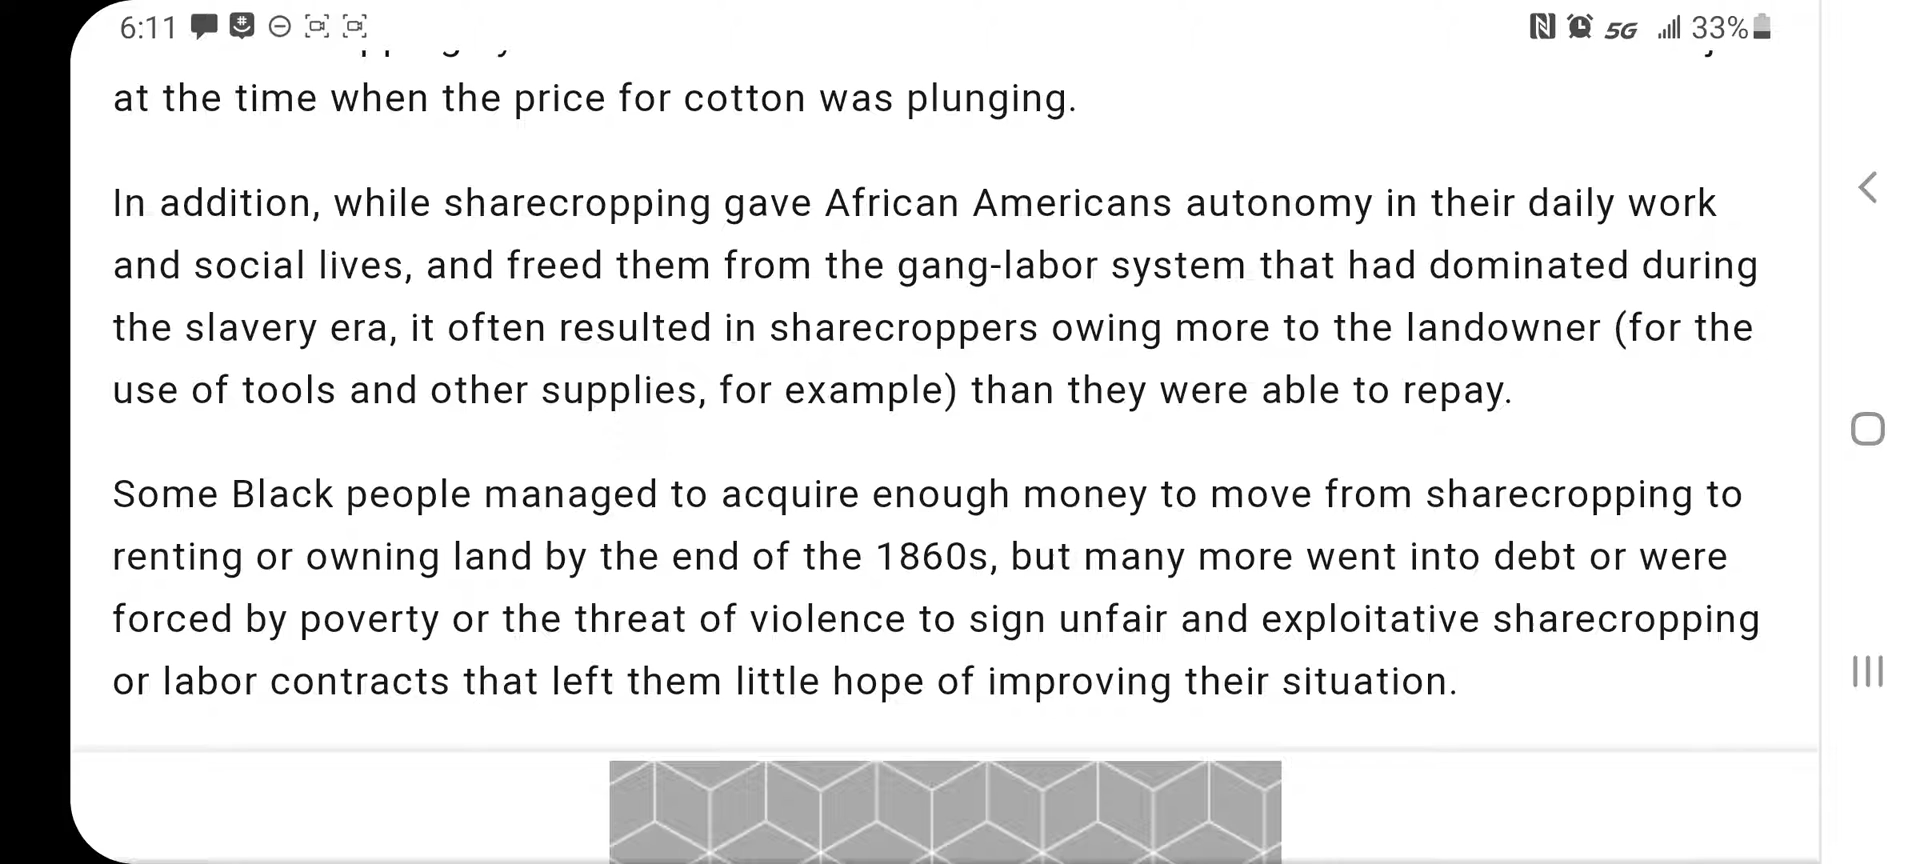 6:11
5G
33%
at the time when the price for cotton was plunging.
In addition, while sharecropping gave African Americans autonomy in their daily work
and social lives, and freed them from the gang-labor system that had dominated during
the slavery era, it often resulted in sharecroppers owing more to the landowner (for the
use of tools and other supplies, for example) than they were able to repay.
Some Black people managed to acquire enough money to move from sharecropping to
renting or owning land by the end of the 1860s, but many more went into debt or were
forced by poverty or the threat of violence to sign unfair and exploitative sharecropping
or labor contracts that left them little hope of improving their situation.